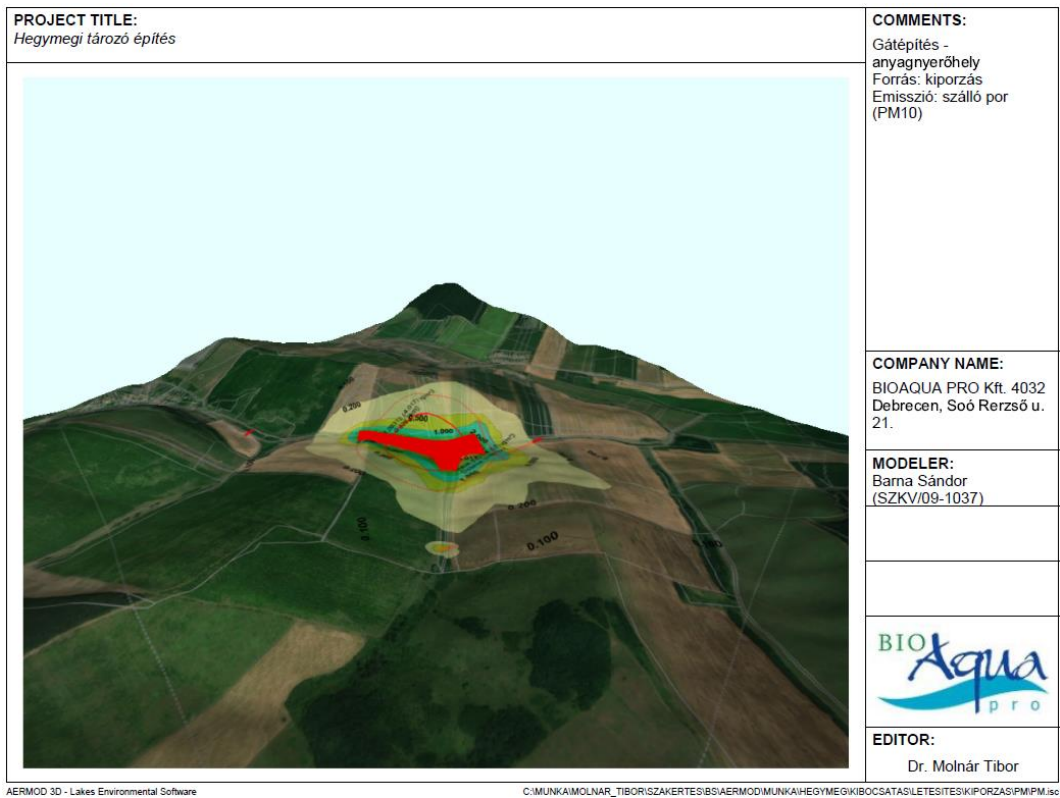 PROJECT TITLE:
Hegymegi tározó építés
COMMENTS:
Gátépítés -
anyagnyerőhely
Forrás: kiporzás
Emisszió: szálló por
(PM10)
0.200
0.500
1.000
0.200
0.100
0.100
COMPANY NAME:
BIOAQUA PRO Kft. 4032
Debrecen, Soó Rerzső u.
21.
MODELER:
Barna Sándor
(SZKV/09-1037)
BIO Aqua
pro
EDITOR:
Dr. Molnár Tibor
AERMOD 3D - Lakes Environmental Software
C:\MUNKA\MOLNAR_TIBOR\SZAKERTES\BS\AERMOD\MUNKA\HEGYMEG\KIBOCSATAS\LETESITES\KIPORZAS\PM\PM.isc